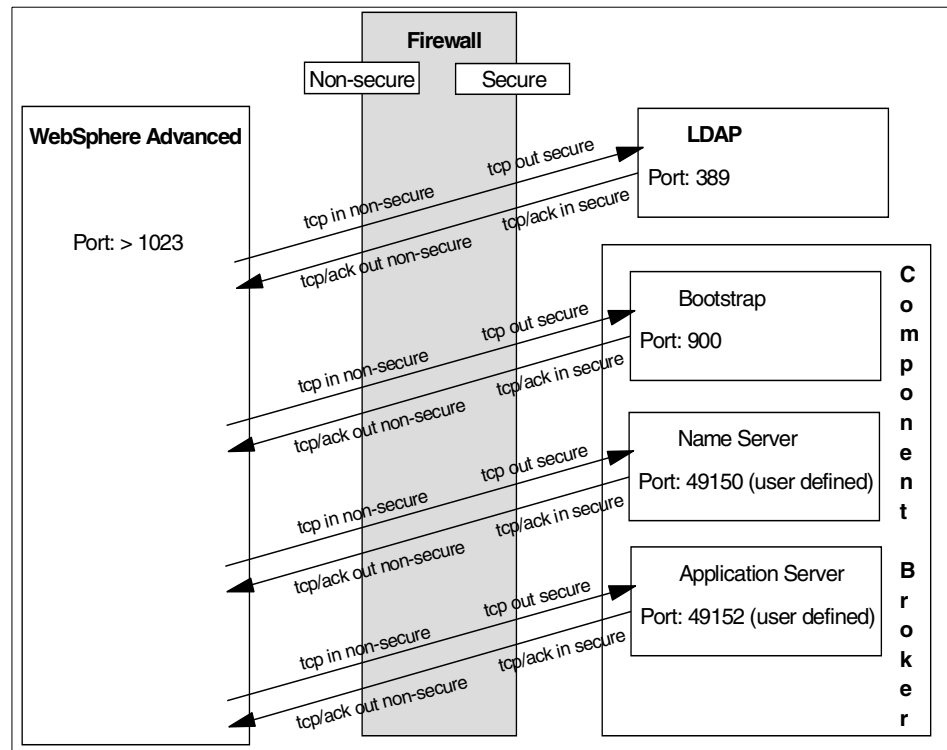 Firewall
Non-secure
Secure
WebSphere Advanced
Port: > 1023
LDAP
Port: 389
tcp in non-secure
tcp out secure
tcp/ack in secure
tcp/ack out non-secure
Component Broker
Bootstrap
Port: 900
tcp in non-secure
tcp out secure
tcp/ack in secure
tcp/ack out non-secure
Name Server
Port: 49150 (user defined)
tcp in non-secure
tcp out secure
tcp/ack in secure
tcp/ack out non-secure
Application Server
Port: 49152 (user defined)
tcp in non-secure
tcp out secure
tcp/ack in secure
tcp/ack out non-secure